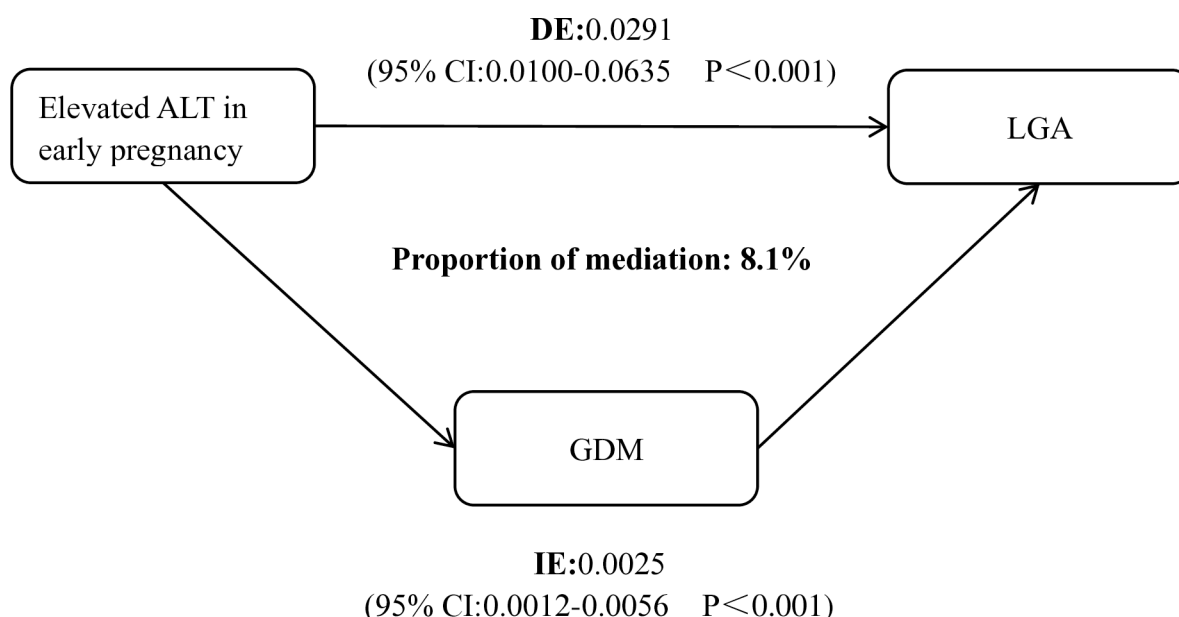 DE:0.0291
(95% CI:0.0100-0.0635 P<0.001)
Elevated ALT in
early pregnancy
LGA
Proportion of mediation: 8.1%
GDM
IE:0.0025
(95% CI:0.0012-0.0056 P<0.001)